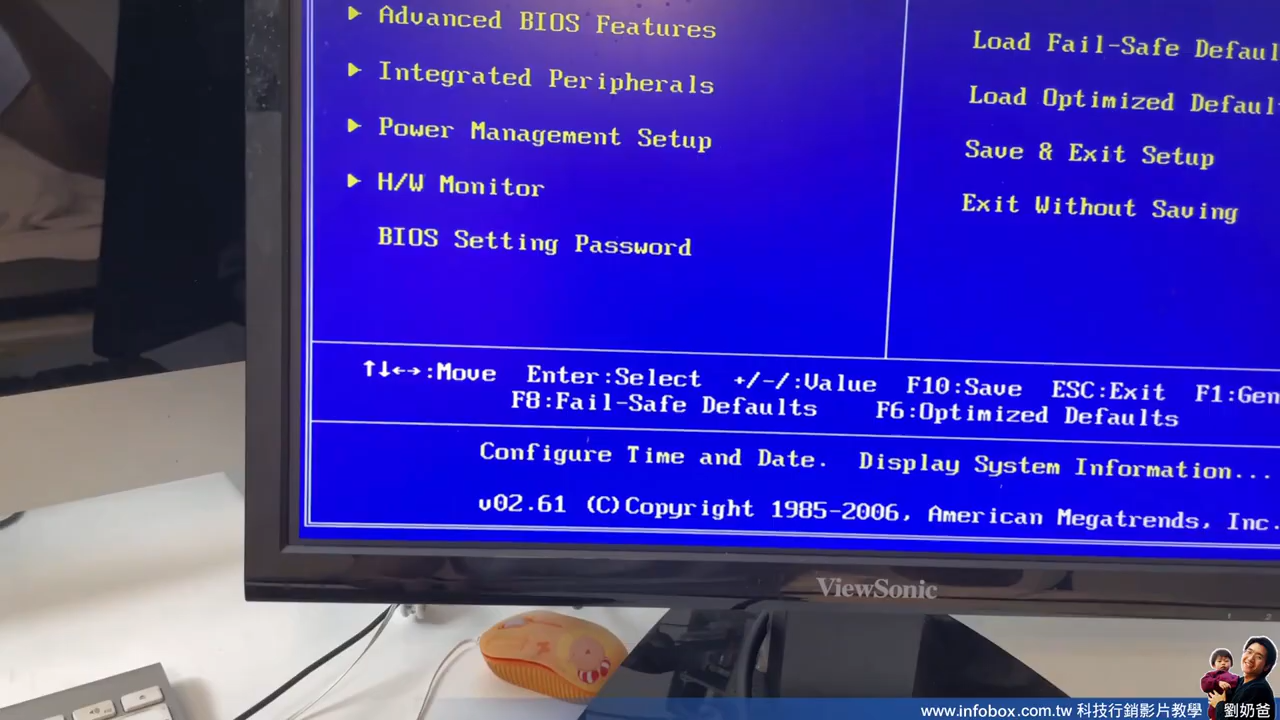 Advanced BIOS Features
Integrated Peripherals
Power Management Setup
H/W Monitor
BIOS Setting Password
Load Fail-Safe Defaul
Load Optimized Defaul
Save & Exit Setup
Exit Without Saving
↑↓←→:Move Enter:Select +/-/:Value F10:Save ESC:Exit F1:Gen
F8:Fail-Safe Defaults F6:Optimized Defaults
Configure Time and Date. Display System Information...
v02.61 (C)Copyright 1985-2006, American Megatrends, Inc.
ViewSonic
www.infobox.com.tw 科技行銷影片教學
劉奶爸